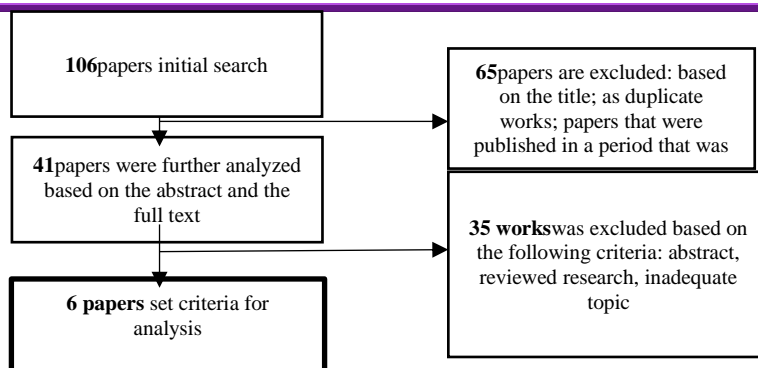 106papers initial search
65papers are excluded: based
on the title; as duplicate
works; papers that were
published in a period that was
41papers were further analyzed
based on the abstract and the
full text
35 workswas excluded based on
the following criteria: abstract,
reviewed research, inadequate
topic
6 papers set criteria for
analysis